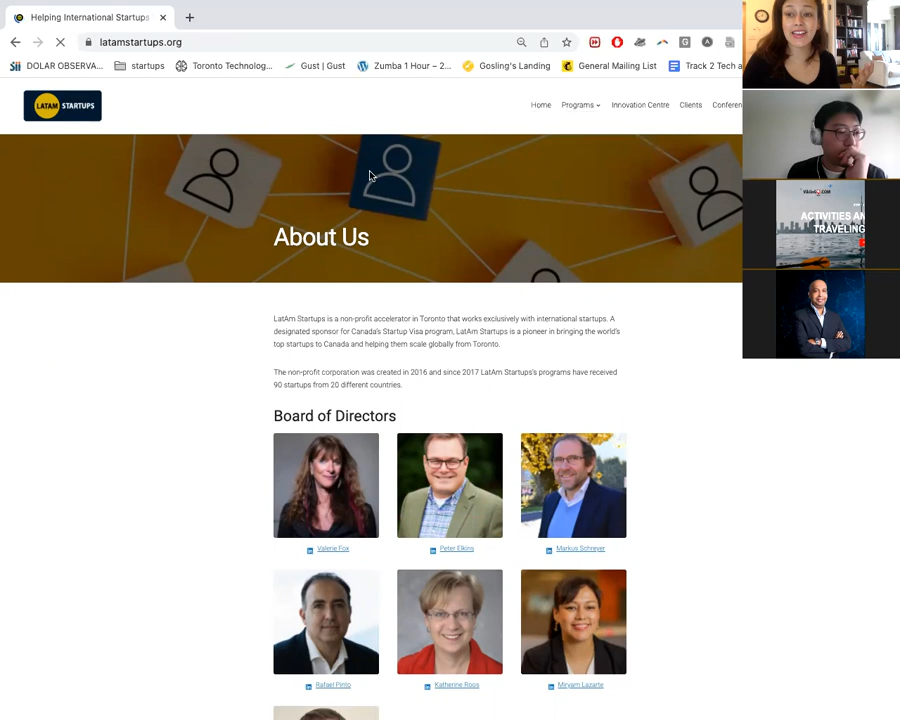 Helping International Startups
latamstartups.org
DOLAR OBSERVA... startups Toronto Technolog... Gust | Gust Zumba 1 Hour – 2... Gosling's Landing General Mailing List Track 2 Tech a
LATAM STARTUPS
Home Programs Innovation Centre Clients Conferen
About Us
LatAm Startups is a non-profit accelerator in Toronto that works exclusively with international startups. A
designated sponsor for Canada's Startup Visa program, LatAm Startups is a pioneer in bringing the world's
top startups to Canada and helping them scale globally from Toronto.
The non-profit corporation was created in 2016 and since 2017 LatAm Startups's programs have received
90 startups from 20 different countries.
Board of Directors
Valerie Fox
Peter Elkins
Markus Schreyer
Rafael Pinto
Katherine Roos
Miryam Lazarte
ACTIVITIES AN
TRAVELING